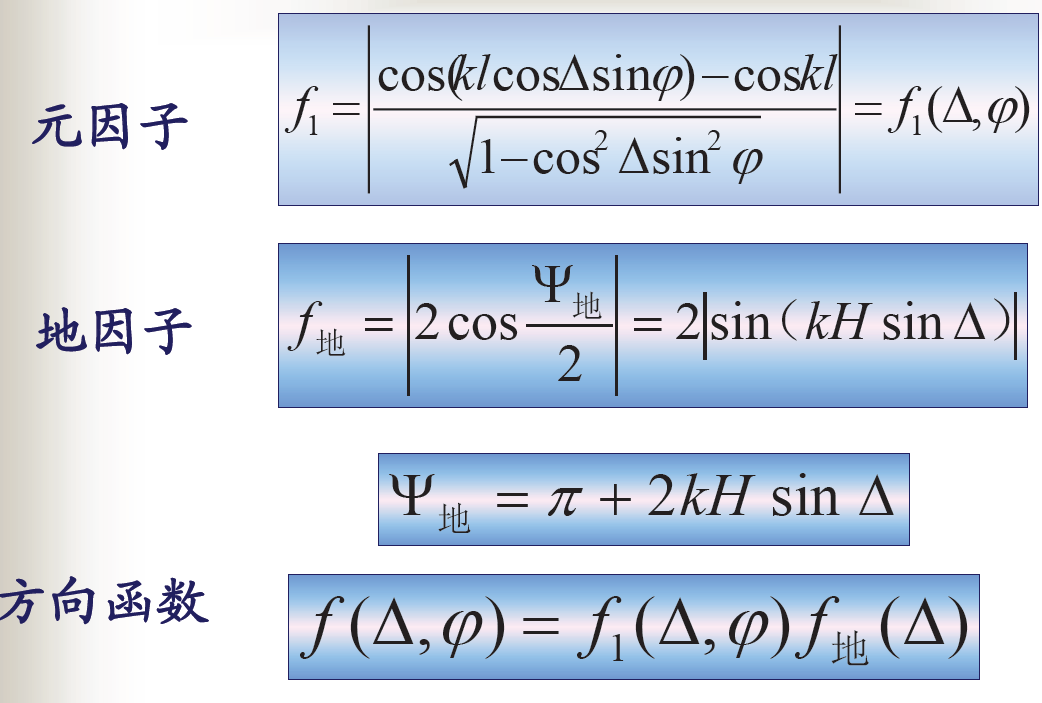 元因子 f₁ = |(cos(kl cosΔ sinφ) − cos kl) / √(1 − cos²Δ sin²φ)| = f₁(Δ,φ)
地因子 f地 = |2 cos Ψ地/2| = 2|sin（kH sin Δ）|
Ψ地 = π + 2kH sin Δ
方向函数 f(Δ,φ) = f₁(Δ,φ) f地(Δ)